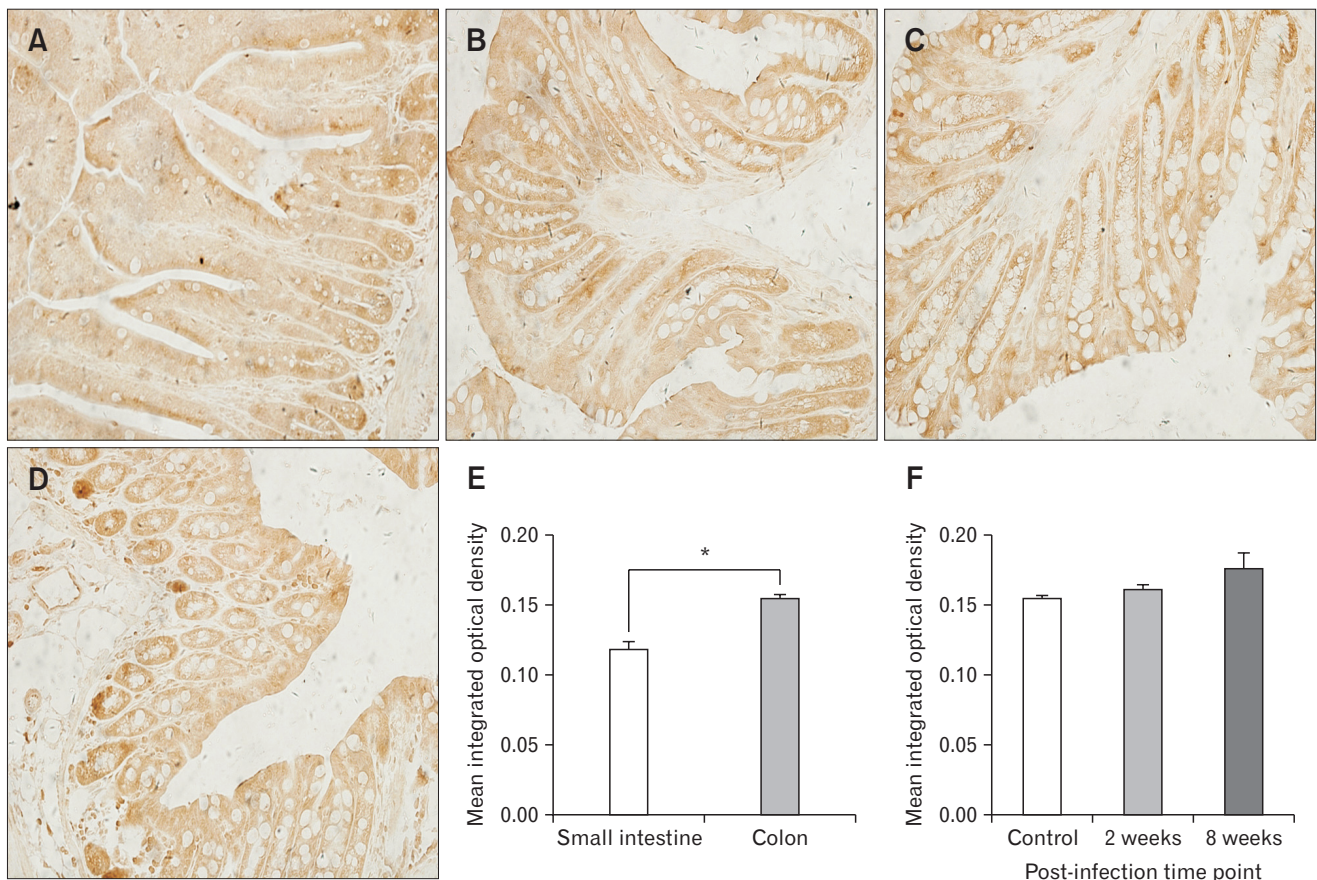 A
B
C
D
E
Mean integrated optical density
0.20
0.15
0.10
0.05
0.00
*
Small intestine
Colon
F
Mean integrated optical density
0.20
0.15
0.10
0.05
0.00
Control
2 weeks
8 weeks
Post-infection time point